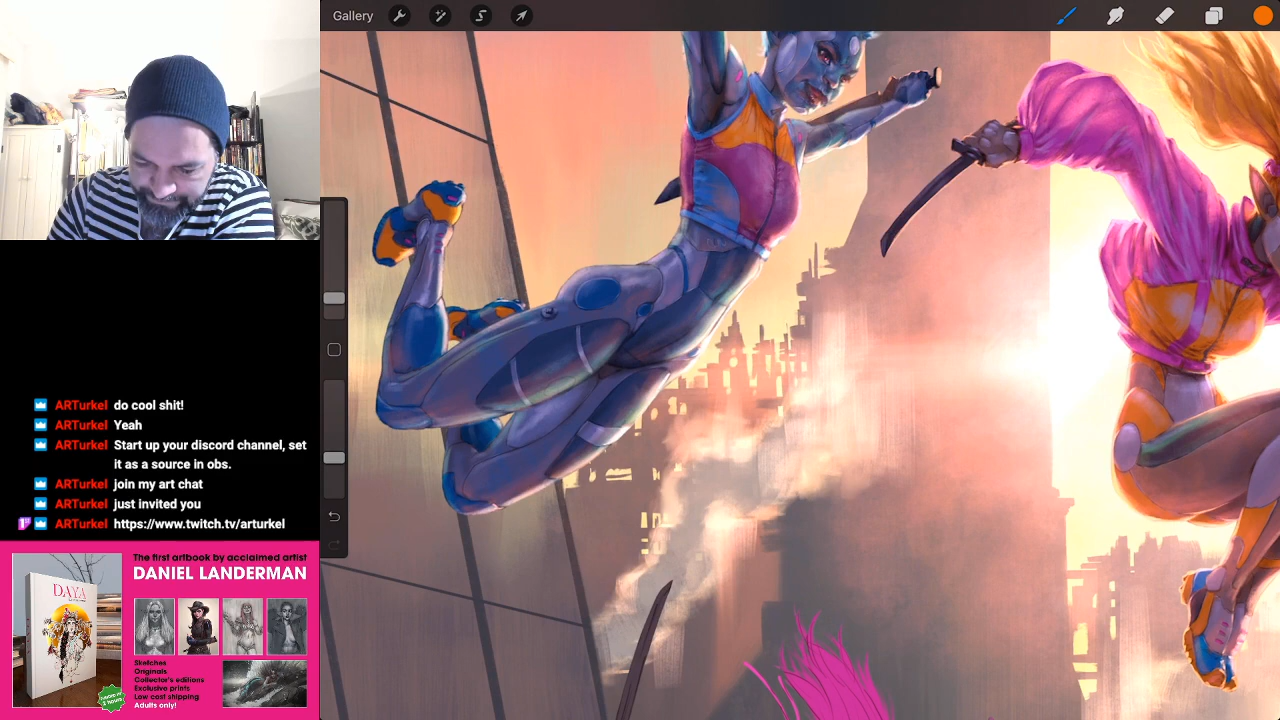 Gallery
ARTurkel do cool shit!
ARTurkel Yeah
ARTurkel Start up your discord channel, set
it as a source in obs.
ARTurkel join my art chat
ARTurkel just invited you
ARTurkel https://www.twitch.tv/arturkel
The first artbook by acclaimed artist
DANIEL LANDERMAN
DAYA
Sketches
Originals
Collector's editions
Exclusive prints
Low cost shipping
Adults only!